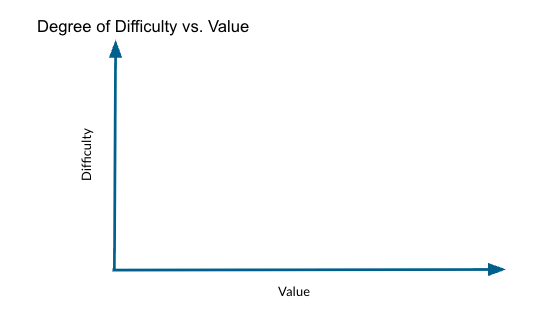 Degree of Difficulty vs. Value
Difficulty
Value